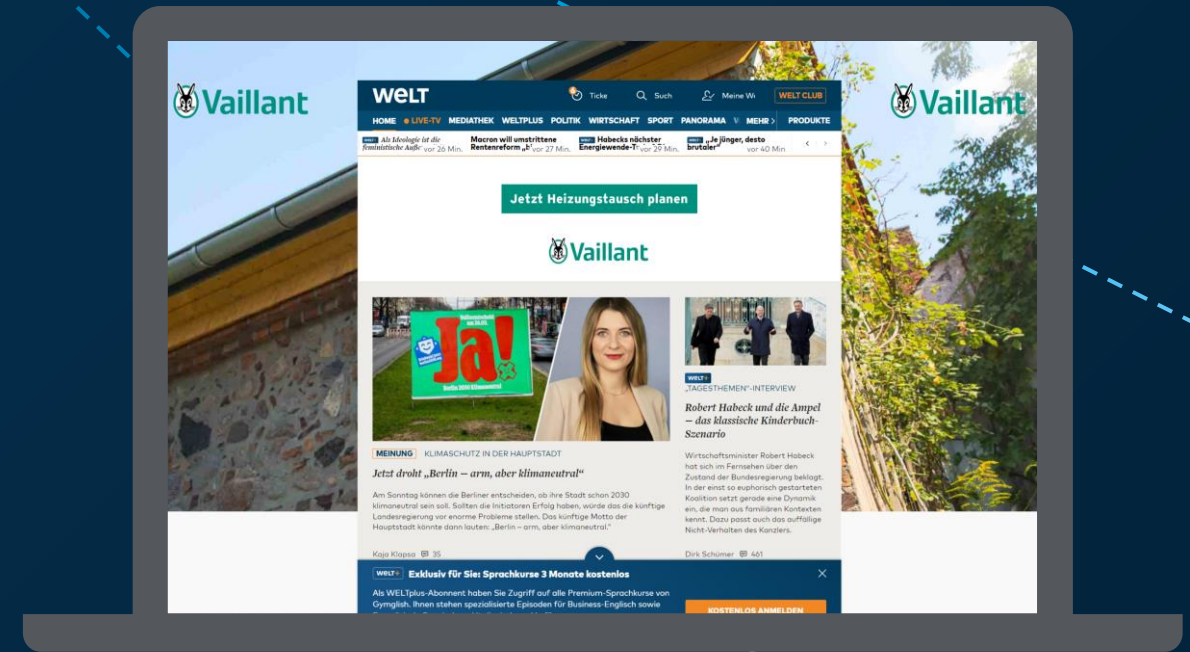 Vaillant
Vaillant
WELT
Ticke
Such
Meine We
WELT CLUB
HOME LIVE-TV MEDIATHEK WELTPLUS POLITIK WIRTSCHAFT SPORT PANORAMA MEHR > PRODUKTE
WELT+ Als Ideologie ist die
feministische Auße vor 26 Min.
Macron will umstrittene
Rentenreform „b vor 27 Min.
WELT+ Habecks nächster
Energiewende-T vor 29 Min.
WELT+ „Je jünger, desto
brutaler“ vor 40 Min
Jetzt Heizungstausch planen
Vaillant
Ja!
Berlin 2030 Klimaneutral
MEINUNG KLIMASCHUTZ IN DER HAUPTSTADT
Jetzt droht „Berlin – arm, aber klimaneutral“
Am Sonntag können die Berliner entscheiden, ob ihre Stadt schon 2030
klimaneutral sein soll. Sollten die Initiatoren Erfolg haben, würde das die künftige
Landesregierung vor enorme Probleme stellen. Das künftige Motto der
Hauptstadt könnte dann lauten: „Berlin – arm, aber klimaneutral.“
Kaja Klapsa 35
WELT+
„TAGESTHEMEN“-INTERVIEW
Robert Habeck und die Ampel
– das klassische Kinderbuch-
Szenario
Wirtschaftsminister Robert Habeck
hat sich im Fernsehen über den
Zustand der Bundesregierung beklagt.
In der einst so euphorisch gestarteten
Koalition setzt gerade eine Dynamik
ein, die man aus familiären Kontexten
kennt. Dazu passt auch das auffällige
Nicht-Verhalten des Kanzlers.
Dirk Schümer 461
WELT+ Exklusiv für Sie: Sprachkurse 3 Monate kostenlos
Als WELTplus-Abonnent haben Sie Zugriff auf alle Premium-Sprachkurse von
Gymglish. Ihnen stehen spezialisierte Episoden für Business-Englisch sowie
KOSTENLOS ANMELDEN